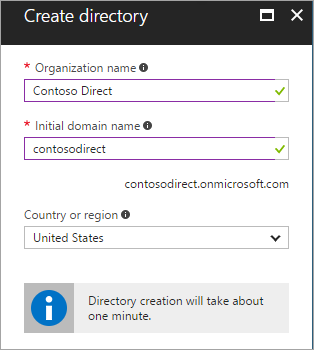 Create directory
* Organization name
Contoso Direct
* Initial domain name
contosodirect
contosodirect.onmicrosoft.com
Country or region
United States
Directory creation will take about
one minute.